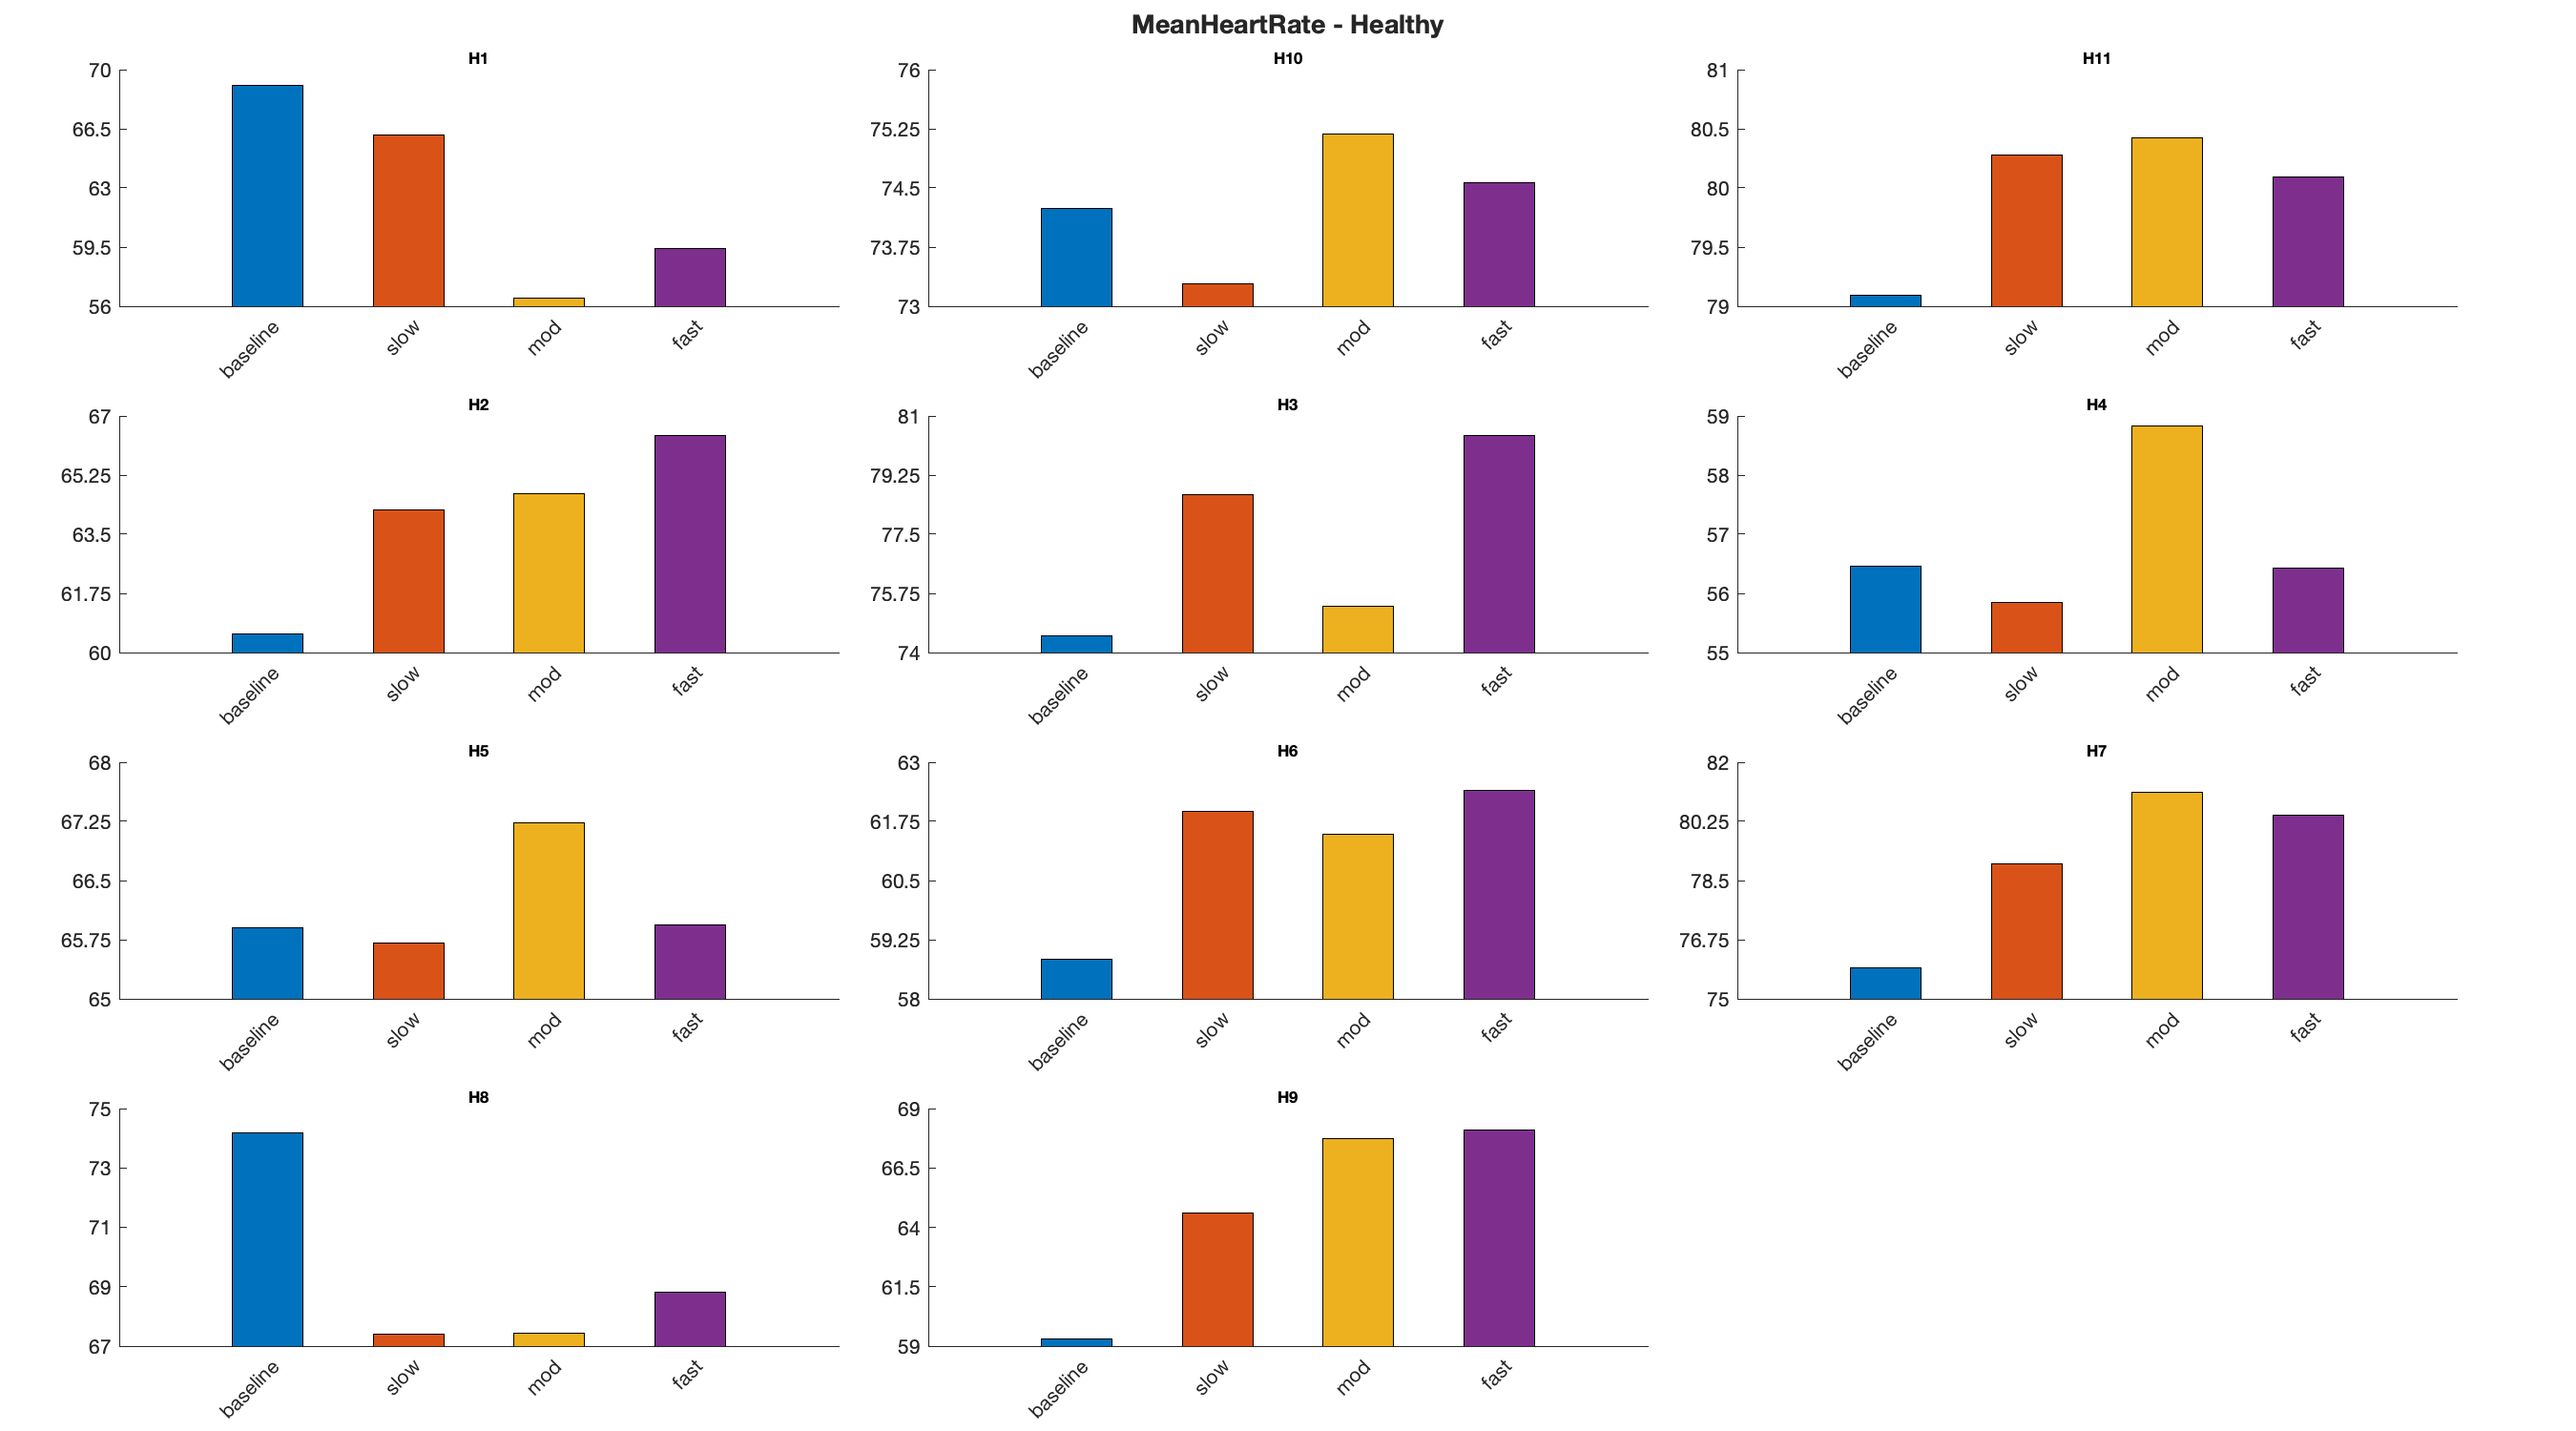 MeanHeartRate - Healthy
H1
70
66.5
63
59.5
56
baseline slow mod fast
H10
76
75.25
74.5
73.75
73
baseline slow mod fast
H11
81
80.5
80
79.5
79
baseline slow mod fast
H2
67
65.25
63.5
61.75
60
baseline slow mod fast
H3
81
79.25
77.5
75.75
74
baseline slow mod fast
H4
59
58
57
56
55
baseline slow mod fast
H5
68
67.25
66.5
65.75
65
baseline slow mod fast
H6
63
61.75
60.5
59.25
58
baseline slow mod fast
H7
82
80.25
78.5
76.75
75
baseline slow mod fast
H8
75
73
71
69
67
baseline slow mod fast
H9
69
66.5
64
61.5
59
baseline slow mod fast